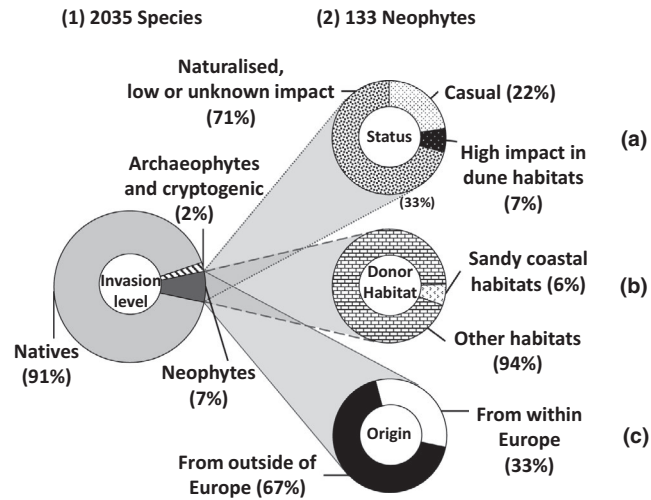 (1) 2035 Species
(2) 133 Neophytes
Naturalised,
low or unknown impact
(71%)
Casual (22%)
Status
High impact in
dune habitats
(7%)
(33%)
(a)
Archaeophytes
and cryptogenic
(2%)
Invasion
level
Natives
(91%)
Neophytes
(7%)
Donor
Habitat
Sandy coastal
habitats (6%)
Other habitats
(94%)
(b)
Origin
From within
Europe
(33%)
From outside of
Europe (67%)
(c)